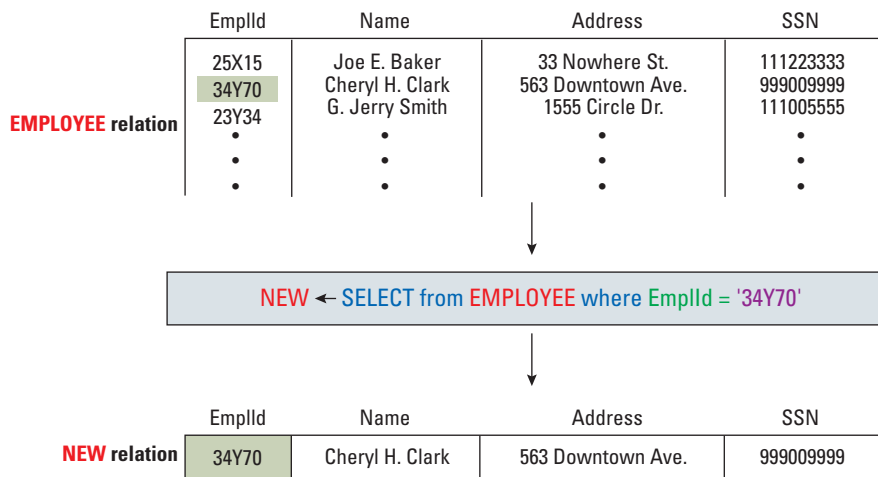 EmplId Name Address SSN
25X15 Joe E. Baker 33 Nowhere St. 111223333
34Y70 Cheryl H. Clark 563 Downtown Ave. 999009999
23Y34 G. Jerry Smith 1555 Circle Dr. 111005555
EMPLOYEE relation
• • • •
• • • •
• • • •
NEW ← SELECT from EMPLOYEE where EmplId = '34Y70'
EmplId Name Address SSN
NEW relation 34Y70 Cheryl H. Clark 563 Downtown Ave. 999009999